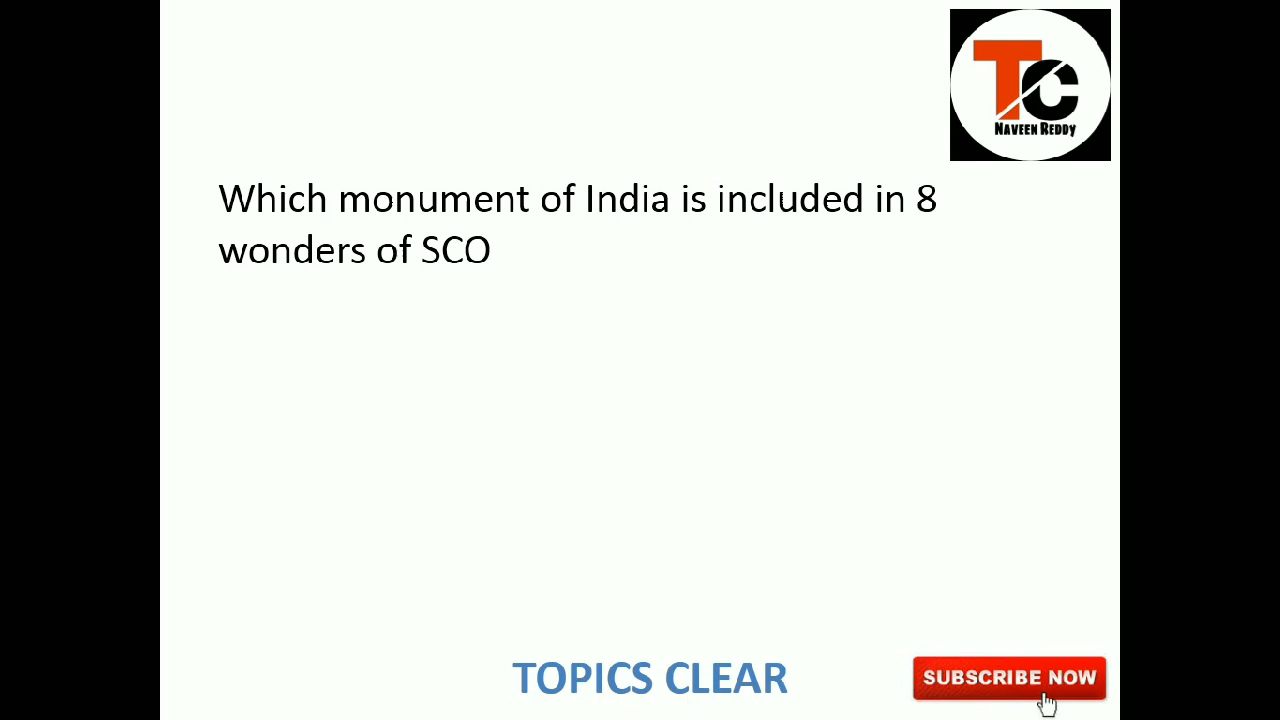 TC
NAVEEN REDDY
Which monument of India is included in 8
wonders of SCO
TOPICS CLEAR
SUBSCRIBE NOW